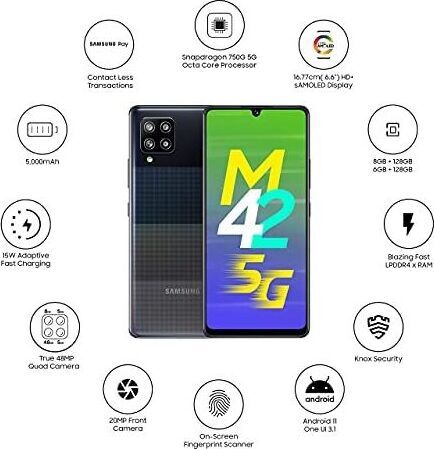 SAMSUNG Pay
Contact Less
Transactions
Snapdragon 750G 5G
Octa Core Processor
sAMOLED
16.77cm( 6.6") HD+
sAMOLED Display
5,000mAh
8GB + 128GB
6GB + 128GB
M
42
5G
SAMSUNG
15W Adaptive
Fast Charging
Blazing Fast
LPDDR4 x RAM
True 48MP
Quad Camera
Knox Security
20MP Front
Camera
On-Screen
Fingerprint Scanner
android
Android 11
One UI 3.1